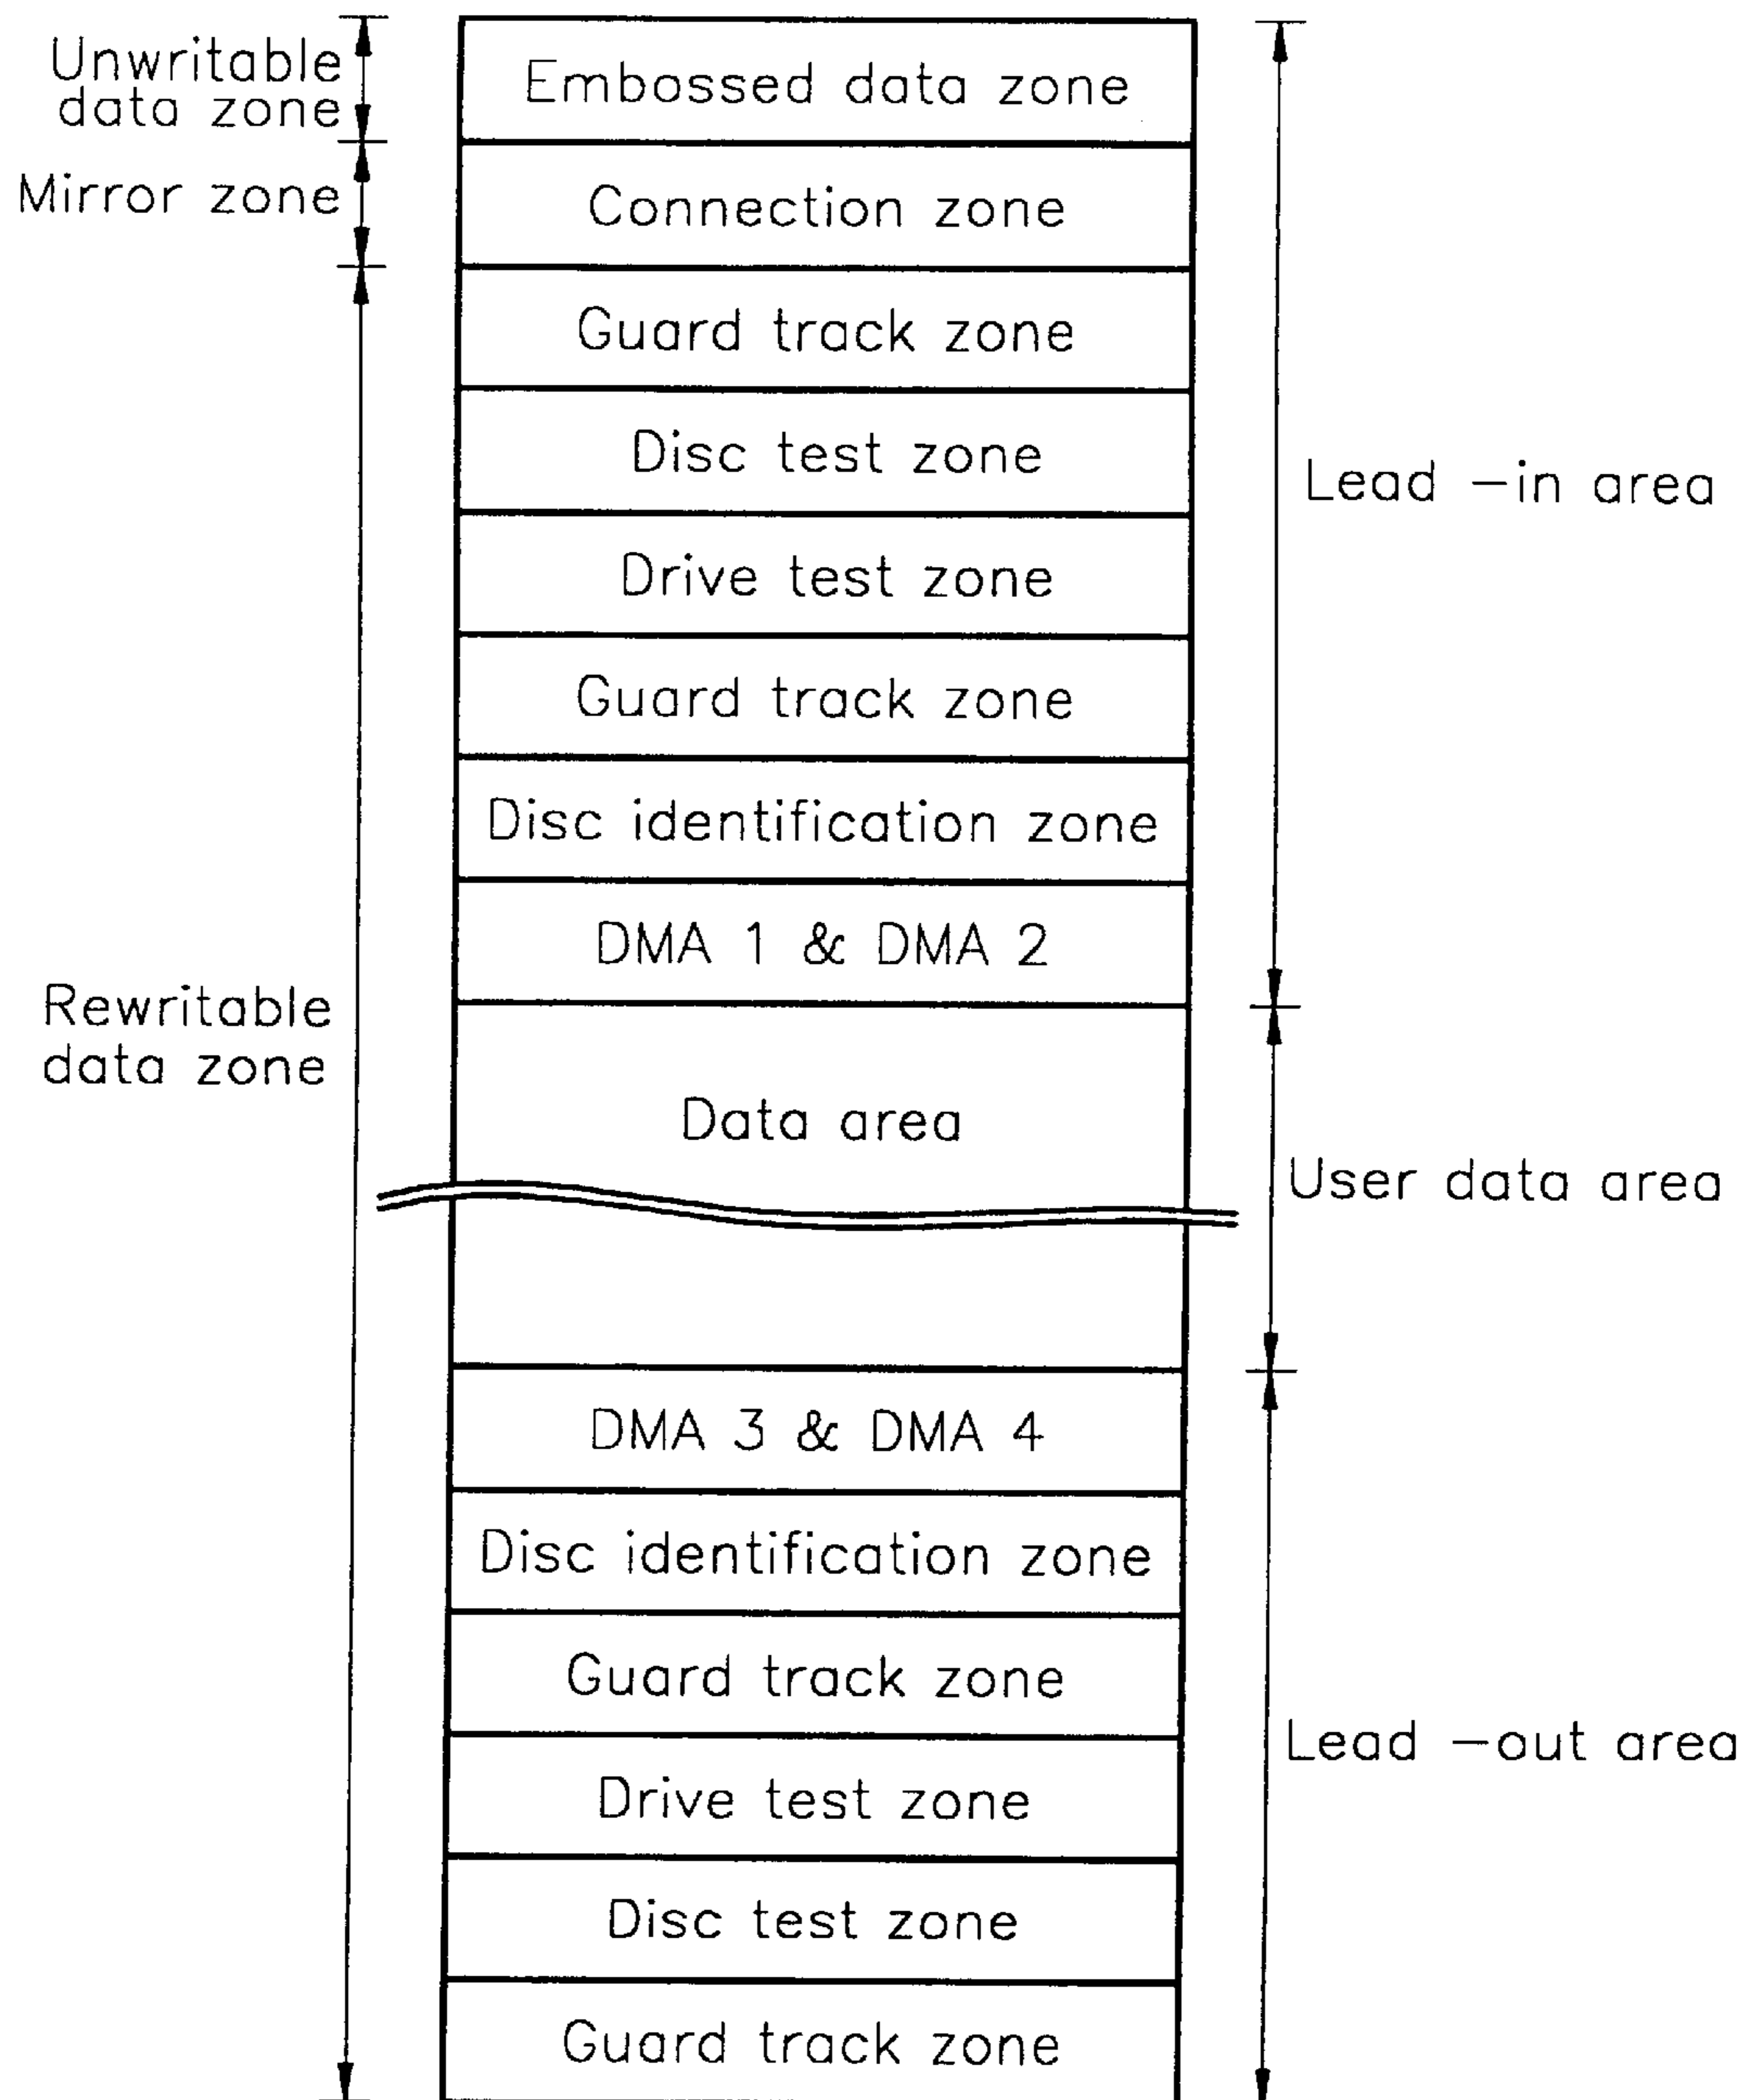 Unwritable
data zone
Embossed data zone
Mirror zone
Connection zone
Guard track zone
Disc test zone
Lead -in area
Drive test zone
Guard track zone
Disc identification zone
DMA 1 & DMA 2
Rewritable
data zone
Data area
User data area
DMA 3 & DMA 4
Disc identification zone
Guard track zone
Lead -out area
Drive test zone
Disc test zone
Guard track zone